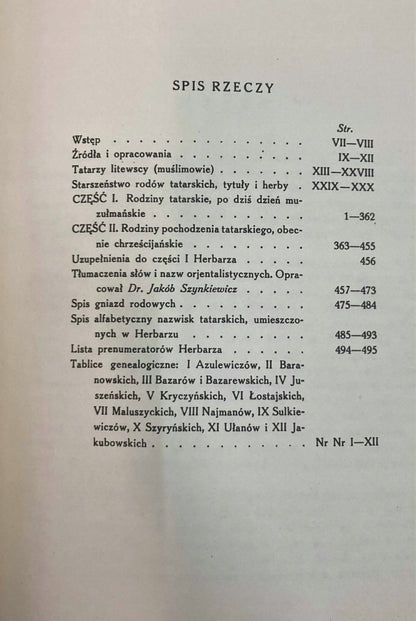 SPIS RZECZY
Str.
Wstęp . . . . . . . . . . . . . VII—VIII
Źródła i opracowania . . . . . . . . . IX—XII
Tatarzy litewscy (muślimowie) . . . . . . . XIII—XXVIII
Starszeństwo rodów tatarskich, tytuły i herby . XXIX—XXX
CZĘŚĆ I. Rodziny tatarskie, po dziś dzień mu-
zułmańskie . . . . . . . . . . . 1—362
CZĘŚĆ II. Rodziny pochodzenia tatarskiego, obec-
nie chrześcijańskie . . . . . . . . 363—455
Uzupełnienia do części I Herbarza . . . . . 456
Tłumaczenia słów i nazw orjentalistycznych. Opra-
cował Dr. Jakób Szynkiewicz . . . . . 457—473
Spis gniazd rodowych . . . . . . . . . 475—484
Spis alfabetyczny nazwisk tatarskich, umieszczo-
nych w Herbarzu . . . . . . . . 485—493
Lista prenumeratorów Herbarza . . . . . . 494—495
Tablice genealogiczne: I Azulewiczów, II Bara-
nowskich, III Bazarów i Bazarewskich, IV Ju-
szeńskich, V Kryczyńskich, VI Łostajskich,
VII Maluszyckich, VIII Najmanów, IX Sulkie-
wiczów, X Szyryńskich, XI Ułanów i XII Ja-
kubowskich . . . . . . . . . . . Nr Nr I—XII